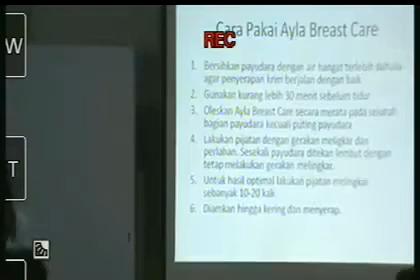 Cara Pakai Ayla Breast Care
REC
1. Bersihkan payudara dengan air hangat terlebih dahulu
agar penyerapan krim berjalan dengan baik
2. Gunakan kurang lebih 30 menit sebelum tidur
3. Oleskan Ayla Breast Care secara merata pada seluruh
bagian payudara kecuali puting payudara
4. Lakukan pijatan dengan gerakan meligkar dan
perlahan. Sesekali payudara ditekan lembut dengan
tetap melakukan gerakan melingkar.
5. Untuk hasil optimal lakukan pijatan melingkar
sebanyak 10-20 kali
6. Diamkan hingga kering dan menyerap.
W
T